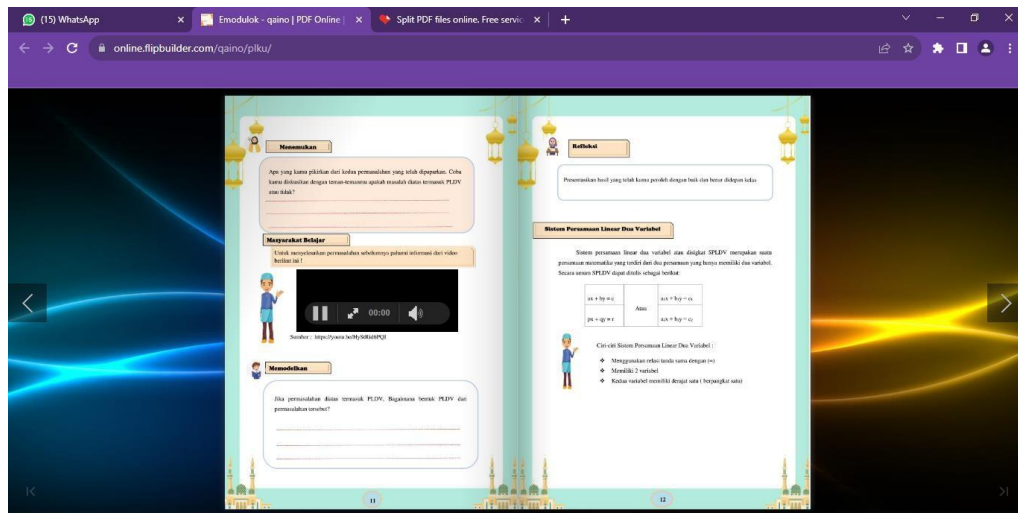 (15) WhatsApp
Emodulok - qaino | PDF Online |
Split PDF files online. Free servic
online.flipbuilder.com/qaino/plku/
Menemukan
Apa yang kamu pikirkan dari kedua permasalahan yang telah dipaparkan. Coba
kamu diskusikan dengan teman-temanmu apakah masalah diatas termasuk PLDV
atau tidak?
Masyarakat Belajar
Untuk menyelesaikan permasalahan sebelumnya pahami informasi dari video
berikut ini !
00:00
Sumber :
Memodelkan
Jika permasalahan diatas termasuk PLDV, Bagaimana bentuk PLDV dari
permasalahan tersebut?
11
Refleksi
Presentasikan hasil yang telah kamu peroleh dengan baik dan benar didepan kelas
Sistem Persamaan Linear Dua Variabel
Sistem persamaan linear dua variabel atau disigkat SPLDV merupakan suatu
persamaan matematika yang terdiri dari dua persamaan yang hanya memiliki dua variabel.
Secara umum SPLDV dapat ditulis sebagai berikut:
ax + by = c
Atau
a₁x + b₁y = c₁
px + qy = r
a₂x + b₂y = c₂
Ciri-ciri Sistem Persamaan Linear Dua Variabel :
Menggunakan relasi tanda sama dengan (=)
Memiliki 2 variabel
Kedua variabel memiliki derajat satu ( berpangkat satu)
12